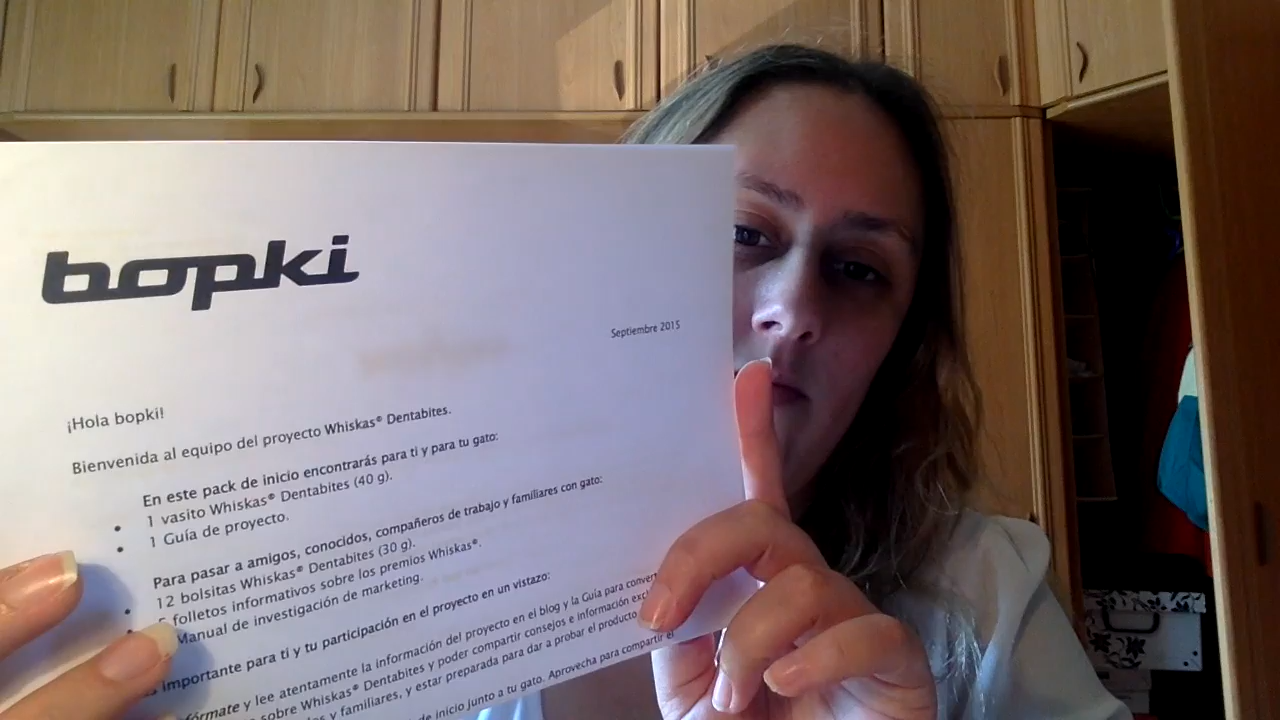 bopki
Septiembre 2015
¡Hola bopki!
Bienvenida al equipo del proyecto Whiskas® Dentabites.
En este pack de inicio encontrarás para ti y para tu gato:
• 1 vasito Whiskas® Dentabites (40 g).
• 1 Guía de proyecto.
Para pasar a amigos, conocidos, compañeros de trabajo y familiares con gato:
• 12 bolsitas Whiskas® Dentabites (30 g).
folletos informativos sobre los premios Whiskas®.
Manual de investigación de marketing.
importante para ti y tu participación en el proyecto en un vistazo:
y lee atentamente la información del proyecto en el blog y la Guía para
sobre Whiskas® Dentabites y poder compartir consejos e información
y familiares, y estar preparada para dar a probar el producto
de inicio junto a tu gato. Aprovecha para compartir el